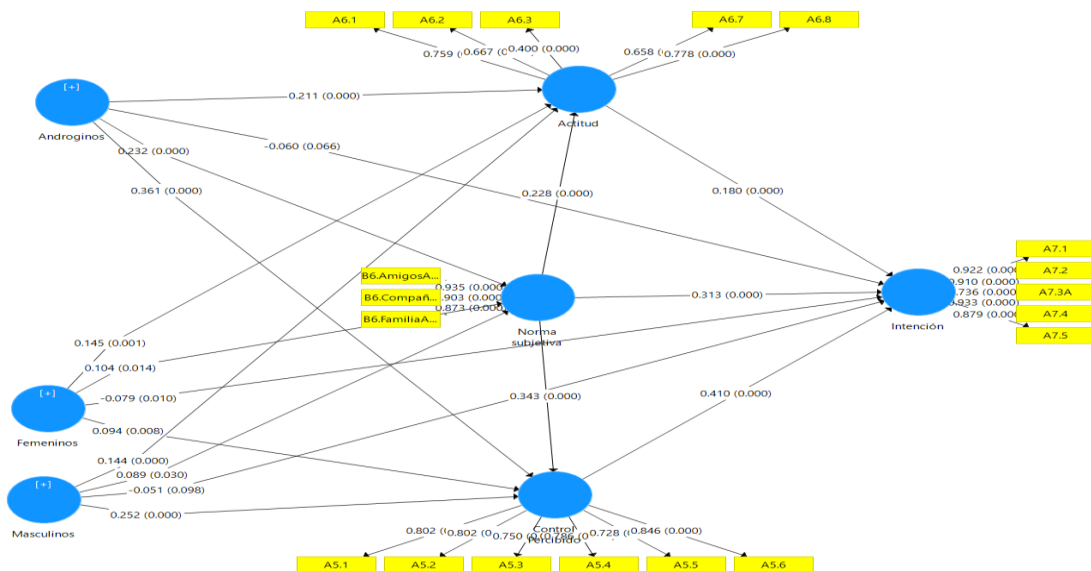 A6.1
A6.2
A6.3
A6.7
A6.8
0.759
0.667
0.400 (0.000)
0.658
0.778 (0.000)
[+]
Androginos
Actitud
0.211 (0.000)
0.232 (0.000)
-0.060 (0.066)
0.361 (0.000)
0.228 (0.000)
0.180 (0.000)
B6.AmigosA...
B6.Compañ...
B6.FamiliaA...
0.935 (0.000
0.903 (0.000
0.873 (0.000
Norma
subjetiva
0.313 (0.000)
A7.1
A7.2
A7.3A
A7.4
A7.5
0.922
0.910 (0.000)
0.736 (0.000)
0.933 (0.000)
0.879
Intención
0.145 (0.001)
0.104 (0.014)
[+]
-0.079 (0.010)
Femeninos
0.094 (0.008)
0.343 (0.000)
0.410 (0.000)
0.144 (0.000)
0.089 (0.030)
[+]
-0.051 (0.098)
Masculinos
0.252 (0.000)
Control
Percibido
0.802
0.802
0.750
0.786
0.728
0.846 (0.000)
A5.1
A5.2
A5.3
A5.4
A5.5
A5.6